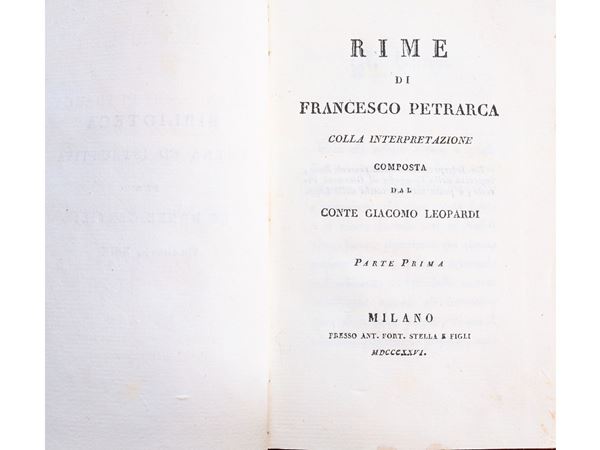 RIME
DI
FRANCESCO PETRARCA
COLLA INTERPRETAZIONE
COMPOSTA
DAL
CONTE GIACOMO LEOPARDI
PARTE PRIMA
MILANO
PRESSO ANT. FORT. STELLA E FIGLI
MDCCCXXVI.